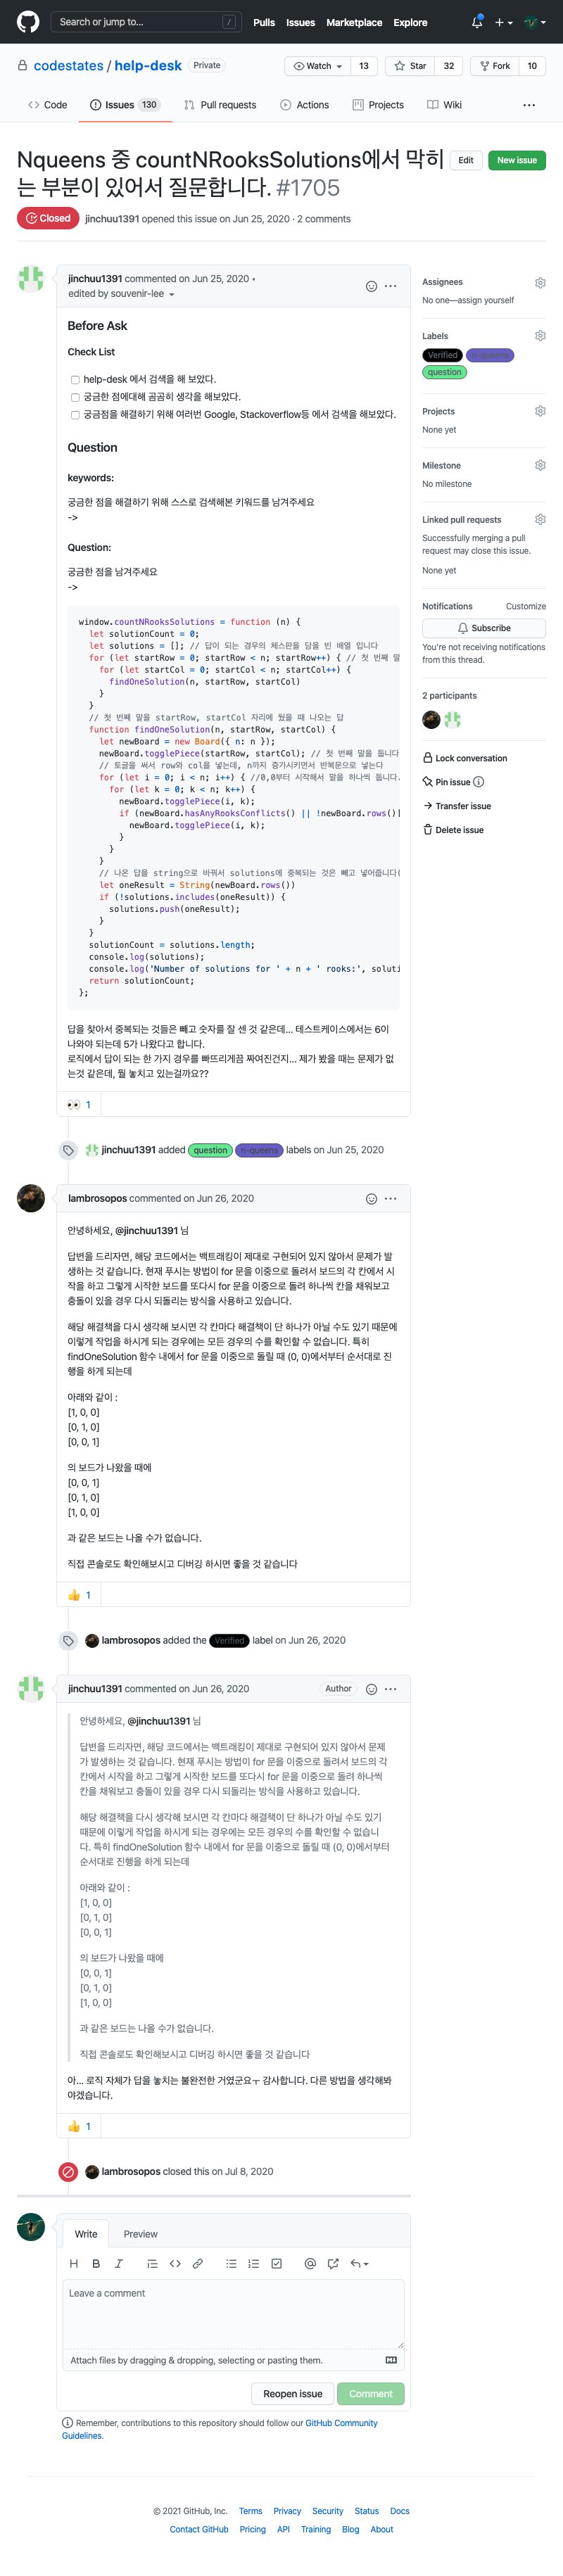 Search or jump to...
/
Pulls Issues Marketplace Explore
codestates / help-desk Private
Watch 13 Star 32 Fork 10
Code Issues 130 Pull requests Actions Projects Wiki
Nqueens 중 countNRooksSolutions에서 막히
는 부분이 있어서 질문합니다. #1705
Edit New issue
Closed jinchuu1391 opened this issue on Jun 25, 2020 · 2 comments
jinchuu1391 commented on Jun 25, 2020 •
edited by souvenir-lee
Before Ask
Check List
help-desk 에서 검색을 해 보았다.
궁금한 점에대해 곰곰히 생각을 해보았다.
궁금점을 해결하기 위해 여러번 Google, Stackoverflow등 에서 검색을 해보았다.
Question
keywords:
궁금한 점을 해결하기 위해 스스로 검색해본 키워드를 남겨주세요
->
Question:
궁금한 점을 남겨주세요
->
window.countNRooksSolutions = function (n) {
let solutionCount = 0;
let solutions = []; // 답이 되는 경우의 체스판을 담을 빈 배열 입니다
for (let startRow = 0; startRow < n; startRow++) { // 첫 번째 말
for (let startCol = 0; startCol < n; startCol++) {
findOneSolution(n, startRow, startCol)
}
}
// 첫 번째 말을 startRow, startCol 자리에 뒀을 때 나오는 답
function findOneSolution(n, startRow, startCol) {
let newBoard = new Board({ n: n });
newBoard.togglePiece(startRow, startCol); // 첫 번째 말을 둡니다
// 토글을 써서 row와 col을 넣는데, n까지 증가시키면서 반복문으로 넣는다
for (let i = 0; i < n; i++) { //0,0부터 시작해서 말을 하나씩 둡니다.
for (let k = 0; k < n; k++) {
newBoard.togglePiece(i, k);
if (newBoard.hasAnyRooksConflicts() || !newBoard.rows()[
newBoard.togglePiece(i, k);
}
}
}
// 나온 답을 string으로 바꿔서 solutions에 중복되는 것은 빼고 넣어줍니다(
let oneResult = String(newBoard.rows())
if (!solutions.includes(oneResult)) {
solutions.push(oneResult);
}
}
solutionCount = solutions.length;
console.log(solutions);
console.log('Number of solutions for ' + n + ' rooks:', soluti
return solutionCount;
};
답을 찾아서 중복되는 것들은 빼고 숫자를 잘 센 것 같은데... 테스트케이스에서는 6이
나와야 되는데 5가 나왔다고 합니다.
로직에서 답이 되는 한 가지 경우를 빠뜨리게끔 짜여진건지... 제가 봤을 때는 문제가 없
는것 같은데, 뭘 놓치고 있는걸까요??
1
jinchuu1391 added question n-queens labels on Jun 25, 2020
lambrosopos commented on Jun 26, 2020
안녕하세요, @jinchuu1391 님
답변을 드리자면, 해당 코드에서는 백트래킹이 제대로 구현되어 있지 않아서 문제가 발
생하는 것 같습니다. 현재 푸시는 방법이 for 문을 이중으로 돌려서 보드의 각 칸에서 시
작을 하고 그렇게 시작한 보드를 또다시 for 문을 이중으로 돌려 하나씩 칸을 채워보고
충돌이 있을 경우 다시 되돌리는 방식을 사용하고 있습니다.
해당 해결책을 다시 생각해 보시면 각 칸마다 해결책이 단 하나가 아닐 수도 있기 때문에
이렇게 작업을 하시게 되는 경우에는 모든 경우의 수를 확인할 수 없습니다. 특히
findOneSolution 함수 내에서 for 문을 이중으로 돌릴 때 (0, 0)에서부터 순서대로 진
행을 하게 되는데
아래와 같이 :
[1, 0, 0]
[0, 1, 0]
[0, 0, 1]
의 보드가 나왔을 때에
[0, 0, 1]
[0, 1, 0]
[1, 0, 0]
과 같은 보드는 나올 수가 없습니다.
직접 콘솔로도 확인해보시고 디버깅 하시면 좋을 것 같습니다
1
lambrosopos added the Verified label on Jun 26, 2020
jinchuu1391 commented on Jun 26, 2020 Author
안녕하세요, @jinchuu1391 님
답변을 드리자면, 해당 코드에서는 백트래킹이 제대로 구현되어 있지 않아서 문제
가 발생하는 것 같습니다. 현재 푸시는 방법이 for 문을 이중으로 돌려서 보드의 각
칸에서 시작을 하고 그렇게 시작한 보드를 또다시 for 문을 이중으로 돌려 하나씩
칸을 채워보고 충돌이 있을 경우 다시 되돌리는 방식을 사용하고 있습니다.
해당 해결책을 다시 생각해 보시면 각 칸마다 해결책이 단 하나가 아닐 수도 있기
때문에 이렇게 작업을 하시게 되는 경우에는 모든 경우의 수를 확인할 수 없습니
다. 특히 findOneSolution 함수 내에서 for 문을 이중으로 돌릴 때 (0, 0)에서부터
순서대로 진행을 하게 되는데
아래와 같이 :
[1, 0, 0]
[0, 1, 0]
[0, 0, 1]
의 보드가 나왔을 때에
[0, 0, 1]
[0, 1, 0]
[1, 0, 0]
과 같은 보드는 나올 수가 없습니다.
직접 콘솔로도 확인해보시고 디버깅 하시면 좋을 것 같습니다
아... 로직 자체가 답을 놓치는 불완전한 거였군요ㅜ 감사합니다. 다른 방법을 생각해봐
야겠습니다.
1
lambrosopos closed this on Jul 8, 2020
Write Preview
Leave a comment
Attach files by dragging & dropping, selecting or pasting them.
Reopen issue Comment
Remember, contributions to this repository should follow our GitHub Community
Guidelines.
Assignees
No one—assign yourself
Labels
Verified n-queens
question
Projects
None yet
Milestone
No milestone
Linked pull requests
Successfully merging a pull
request may close this issue.
None yet
Notifications Customize
Subscribe
You're not receiving notifications
from this thread.
2 participants
Lock conversation
Pin issue
Transfer issue
Delete issue
© 2021 GitHub, Inc. Terms Privacy Security Status Docs
Contact GitHub Pricing API Training Blog About